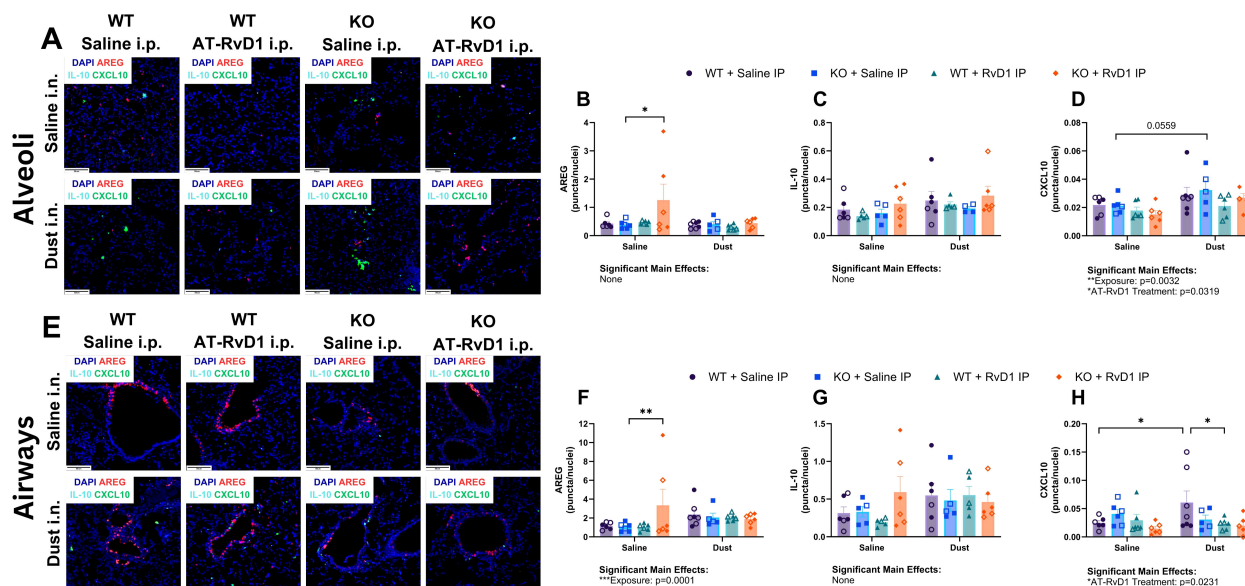 A
WT
Saline i.p.
WT
AT-RvD1 i.p.
KO
Saline i.p.
KO
AT-RvD1 i.p.
Alveoli
Saline i.n.
DAPI AREG
IL-10 CXCL10
DAPI AREG
IL-10 CXCL10
DAPI AREG
IL-10 CXCL10
DAPI AREG
IL-10 CXCL10
Dust i.n.
DAPI AREG
IL-10 CXCL10
DAPI AREG
IL-10 CXCL10
DAPI AREG
IL-10 CXCL10
DAPI AREG
IL-10 CXCL10
WT + Saline IP
KO + Saline IP
WT + RvD1 IP
KO + RvD1 IP
B
AREG
(puncta/nuclei)
4
3
2
1
0
*
Saline
Dust
Significant Main Effects:
None
C
IL-10
(puncta/nuclei)
0.8
0.6
0.4
0.2
0.0
Saline
Dust
Significant Main Effects:
None
D
CXCL10
(puncta/nuclei)
0.08
0.06
0.04
0.02
0.00
0.0559
Saline
Dust
Significant Main Effects:
**Exposure: p=0.0032
*AT-RvD1 Treatment: p=0.0319
E
WT
Saline i.p.
WT
AT-RvD1 i.p.
KO
Saline i.p.
KO
AT-RvD1 i.p.
Airways
Saline i.n.
DAPI AREG
IL-10 CXCL10
DAPI AREG
IL-10 CXCL10
DAPI AREG
IL-10 CXCL10
DAPI AREG
IL-10 CXCL10
Dust i.n.
DAPI AREG
IL-10 CXCL10
DAPI AREG
IL-10 CXCL10
DAPI AREG
IL-10 CXCL10
DAPI AREG
IL-10 CXCL10
WT + Saline IP
KO + Saline IP
WT + RvD1 IP
KO + RvD1 IP
F
AREG
(puncta/nuclei)
12
10
8
6
4
2
0
**
Saline
Dust
Significant Main Effects:
***Exposure: p=0.0001
G
IL-10
(puncta/nuclei)
1.5
1.0
0.5
0.0
Saline
Dust
Significant Main Effects:
None
H
CXCL10
(puncta/nuclei)
0.20
0.15
0.10
0.05
0.00
*
*
Saline
Dust
Significant Main Effects:
*AT-RvD1 Treatment: p=0.0231